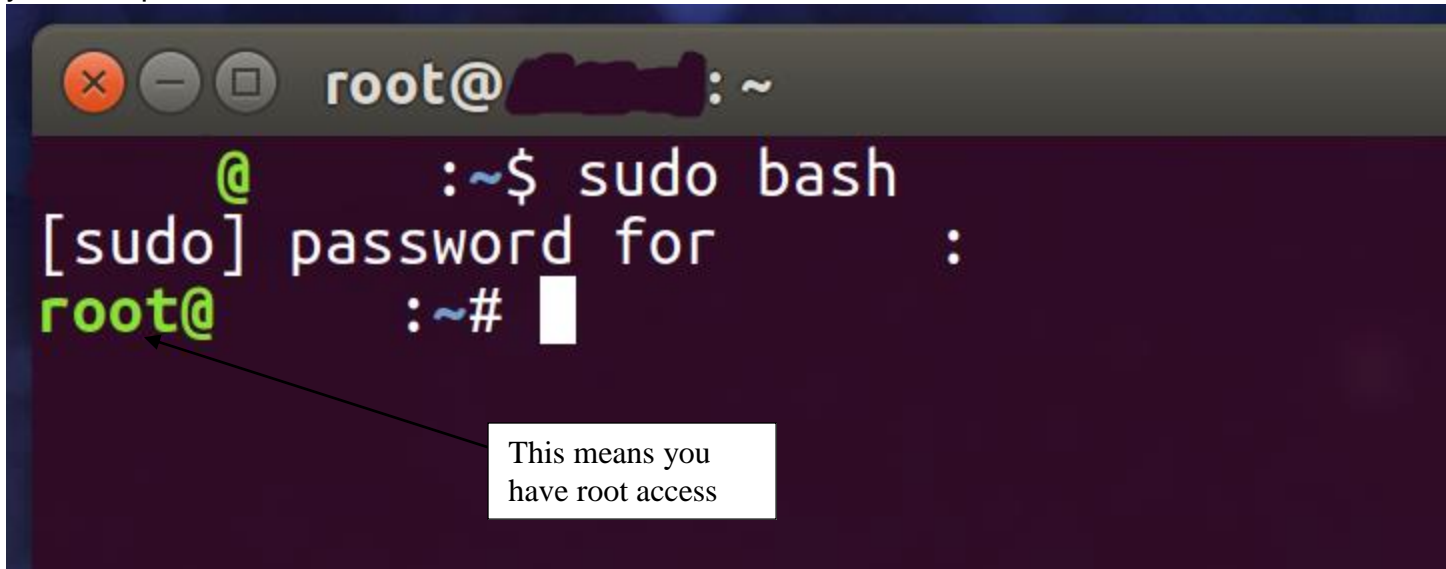 root@ :~
@ :~$ sudo bash
[sudo] password for :
root@ :~#
This means you
have root access